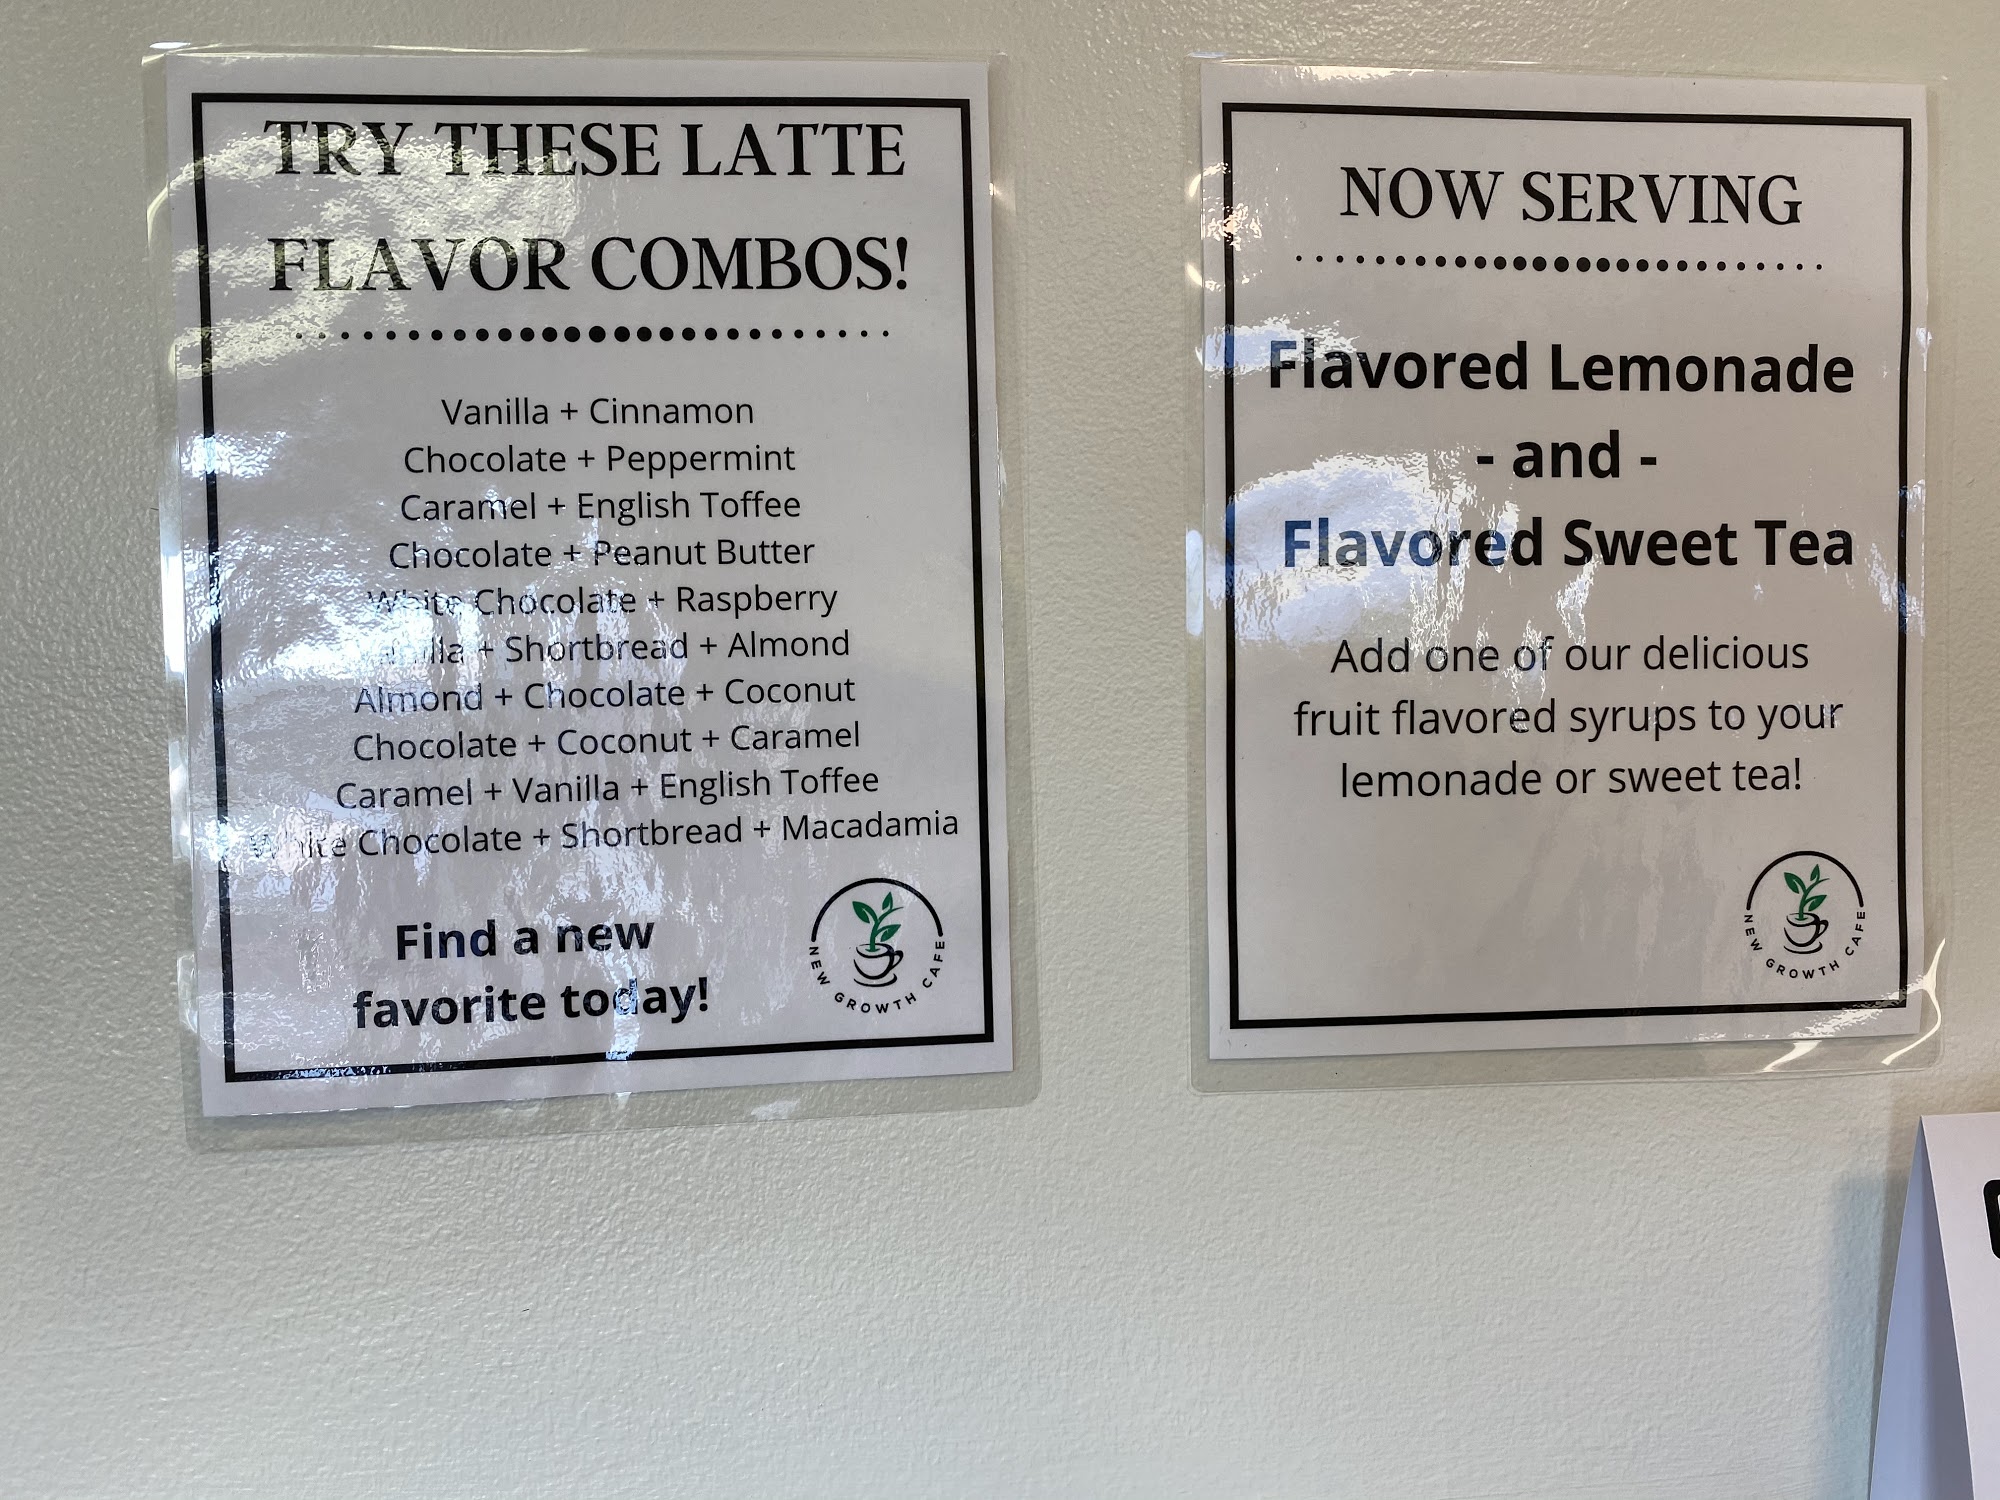 TRY THESE LATTE
FLAVOR COMBOS!
Vanilla + Cinnamon
Chocolate + Peppermint
Caramel + English Toffee
Chocolate + Peanut Butter
White Chocolate + Raspberry
Vanilla + Shortbread + Almond
Almond + Chocolate + Coconut
Chocolate + Coconut + Caramel
Caramel + Vanilla + English Toffee
White Chocolate + Shortbread + Macadamia
Find a new
favorite today!
NEW GROWTH CAFE
NOW SERVING
Flavored Lemonade
- and -
Flavored Sweet Tea
Add one of our delicious
fruit flavored syrups to your
lemonade or sweet tea!
NEW GROWTH CAFE